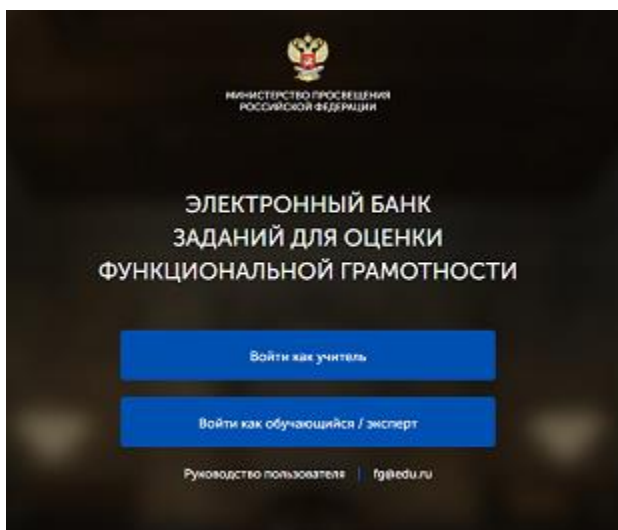 МИНИСТЕРСТВО ПРОСВЕЩЕНИЯ
РОССИЙСКОЙ ФЕДЕРАЦИИ
ЭЛЕКТРОННЫЙ БАНК
ЗАДАНИЙ ДЛЯ ОЦЕНКИ
ФУНКЦИОНАЛЬНОЙ ГРАМОТНОСТИ
Войти как учитель
Войти как обучающийся / эксперт
Руководство пользователя | fg@edu.ru